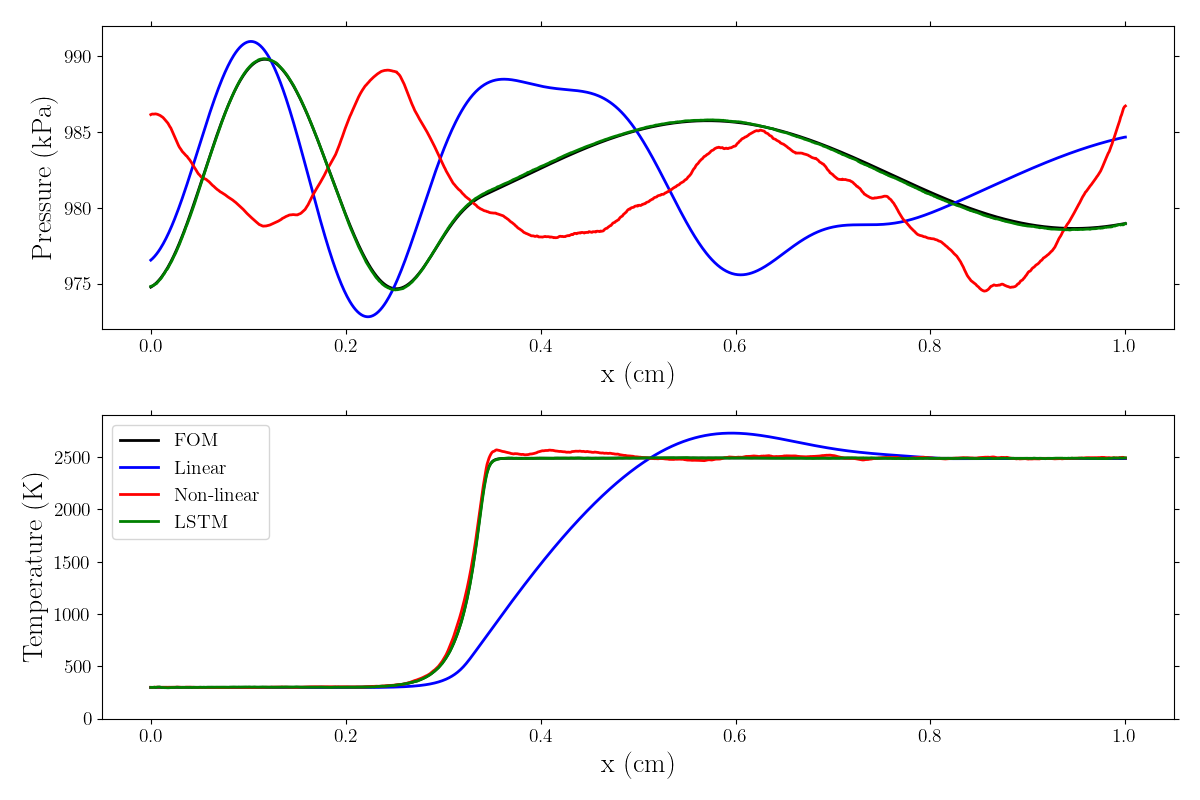 990
985
980
975
Pressure (kPa)
0.0 0.2 0.4 0.6 0.8 1.0
x (cm)
2500
2000
1500
1000
500
0
Temperature (K)
FOM
Linear
Non-linear
LSTM
0.0 0.2 0.4 0.6 0.8 1.0
x (cm)